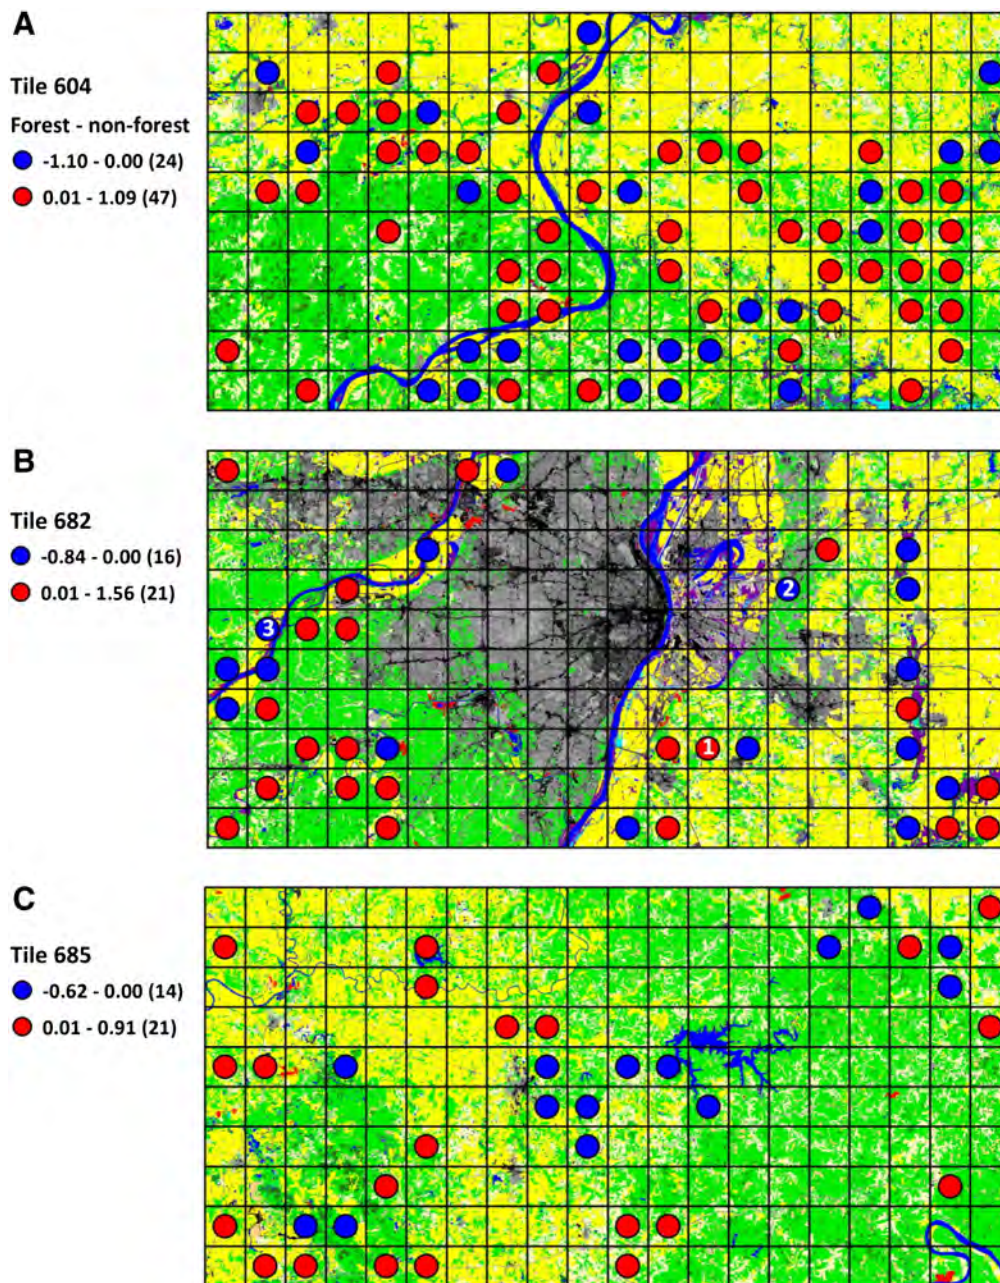 A
Tile 604
Forest - non-forest
-1.10 - 0.00 (24)
0.01 - 1.09 (47)
B
Tile 682
-0.84 - 0.00 (16)
0.01 - 1.56 (21)
2
3
1
C
Tile 685
-0.62 - 0.00 (14)
0.01 - 0.91 (21)